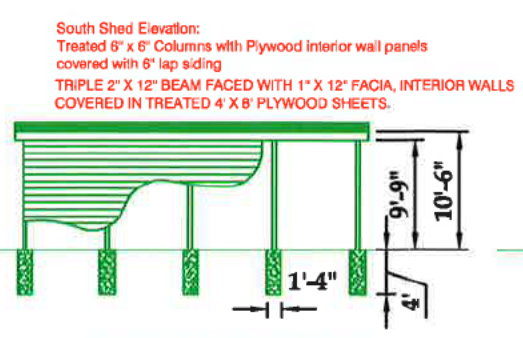 South Shed Elevation:
Treated 6" x 6" Columns with Plywood interior wall panels
covered with 6" lap siding
TRIPLE 2" X 12" BEAM FACED WITH 1" X 12" FACIA, INTERIOR WALLS
COVERED IN TREATED 4' X 8' PLYWOOD SHEETS.
9'-9"
10'-6"
1'-4"
4'